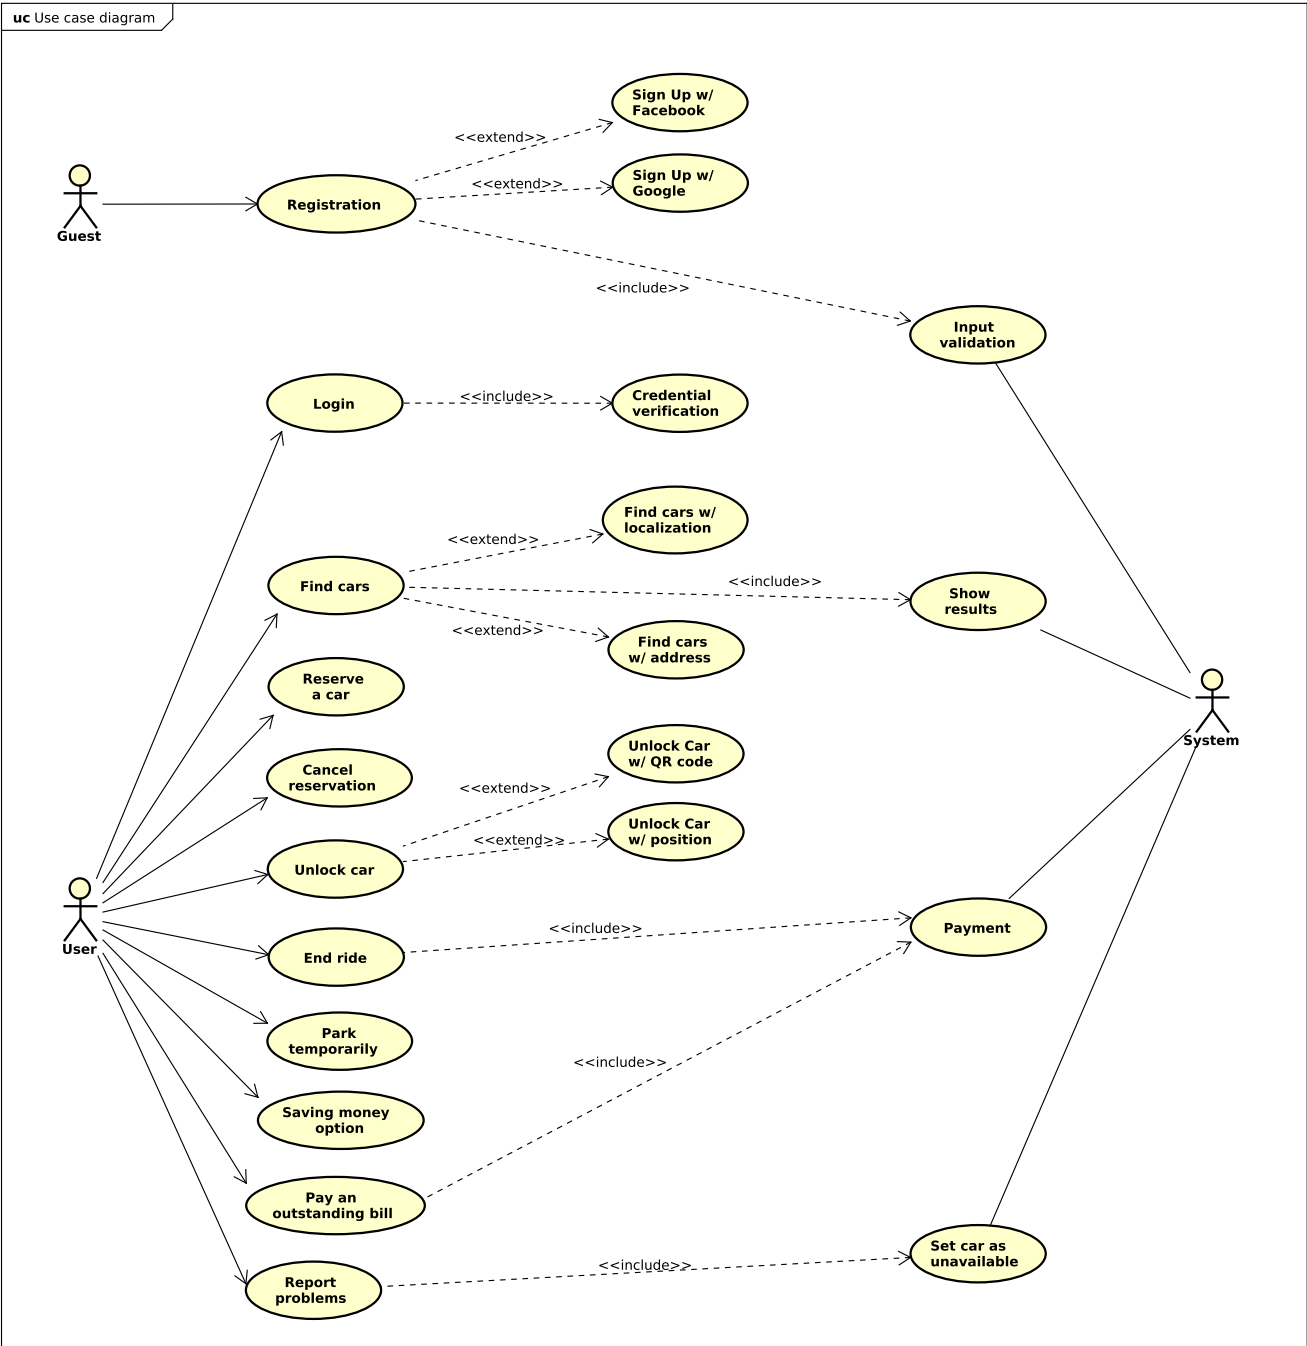 uc Use case diagram
Sign Up w/
Facebook
<<extend>>
Sign Up w/
Google
<<extend>>
Registration
Guest
<<include>>
Input
validation
Login
<<include>>
Credential
verification
Find cars w/
localization
<<extend>>
Find cars
<<include>>
Show
results
<<extend>>
Find cars
w/ address
Reserve
a car
System
Unlock Car
w/ QR code
Cancel
reservation
<<extend>>
Unlock Car
w/ position
<<extend>>
Unlock car
User
<<include>>
Payment
End ride
Park
temporarily
<<include>>
Saving money
option
Pay an
outstanding bill
Set car as
unavailable
<<include>>
Report
problems